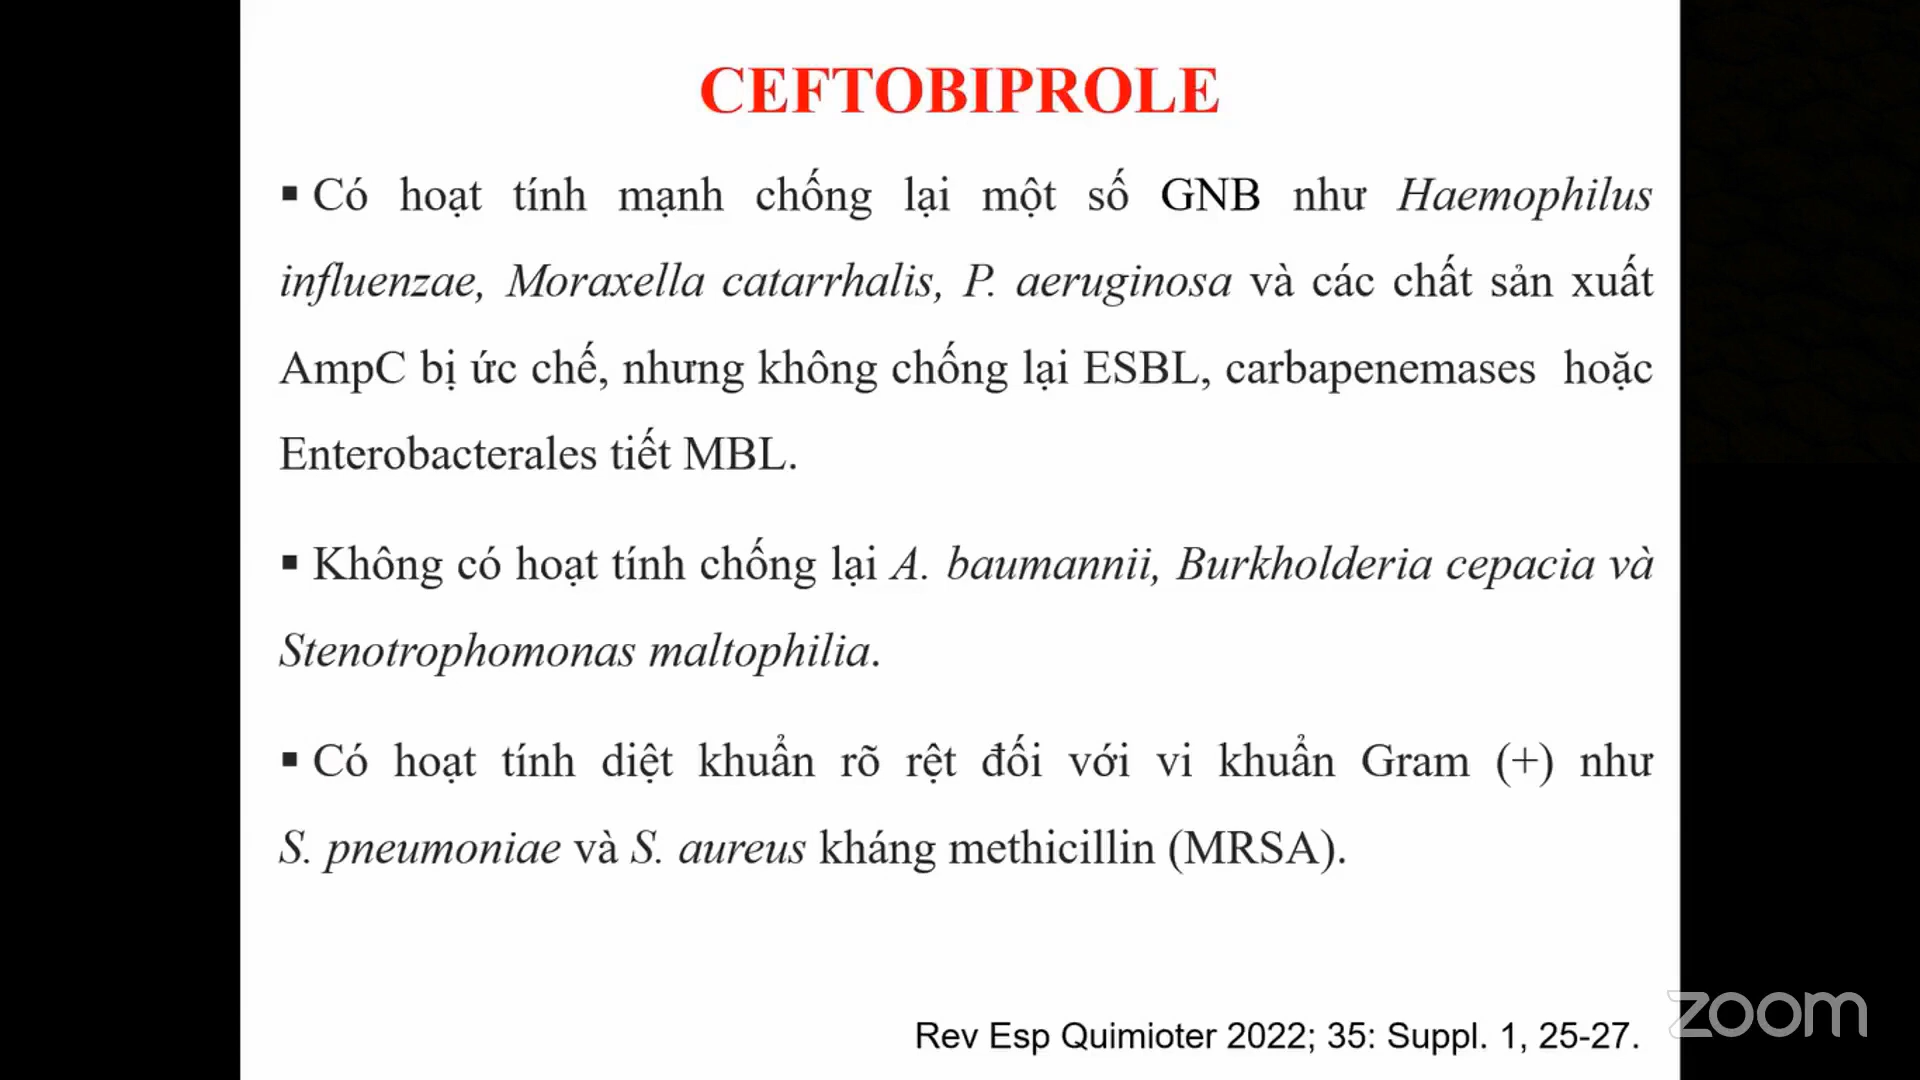 CEFTOBIPROLE
▪ Có hoạt tính mạnh chống lại một số GNB như Haemophilus
influenzae, Moraxella catarrhalis, P. aeruginosa và các chất sản xuất
AmpC bị ức chế, nhưng không chống lại ESBL, carbapenemases hoặc
Enterobacterales tiết MBL.
▪ Không có hoạt tính chống lại A. baumannii, Burkholderia cepacia và
Stenotrophomonas maltophilia.
▪ Có hoạt tính diệt khuẩn rõ rệt đối với vi khuẩn Gram (+) như
S. pneumoniae và S. aureus kháng methicillin (MRSA).
Rev Esp Quimioter 2022; 35: Suppl. 1, 25-27.
zoom